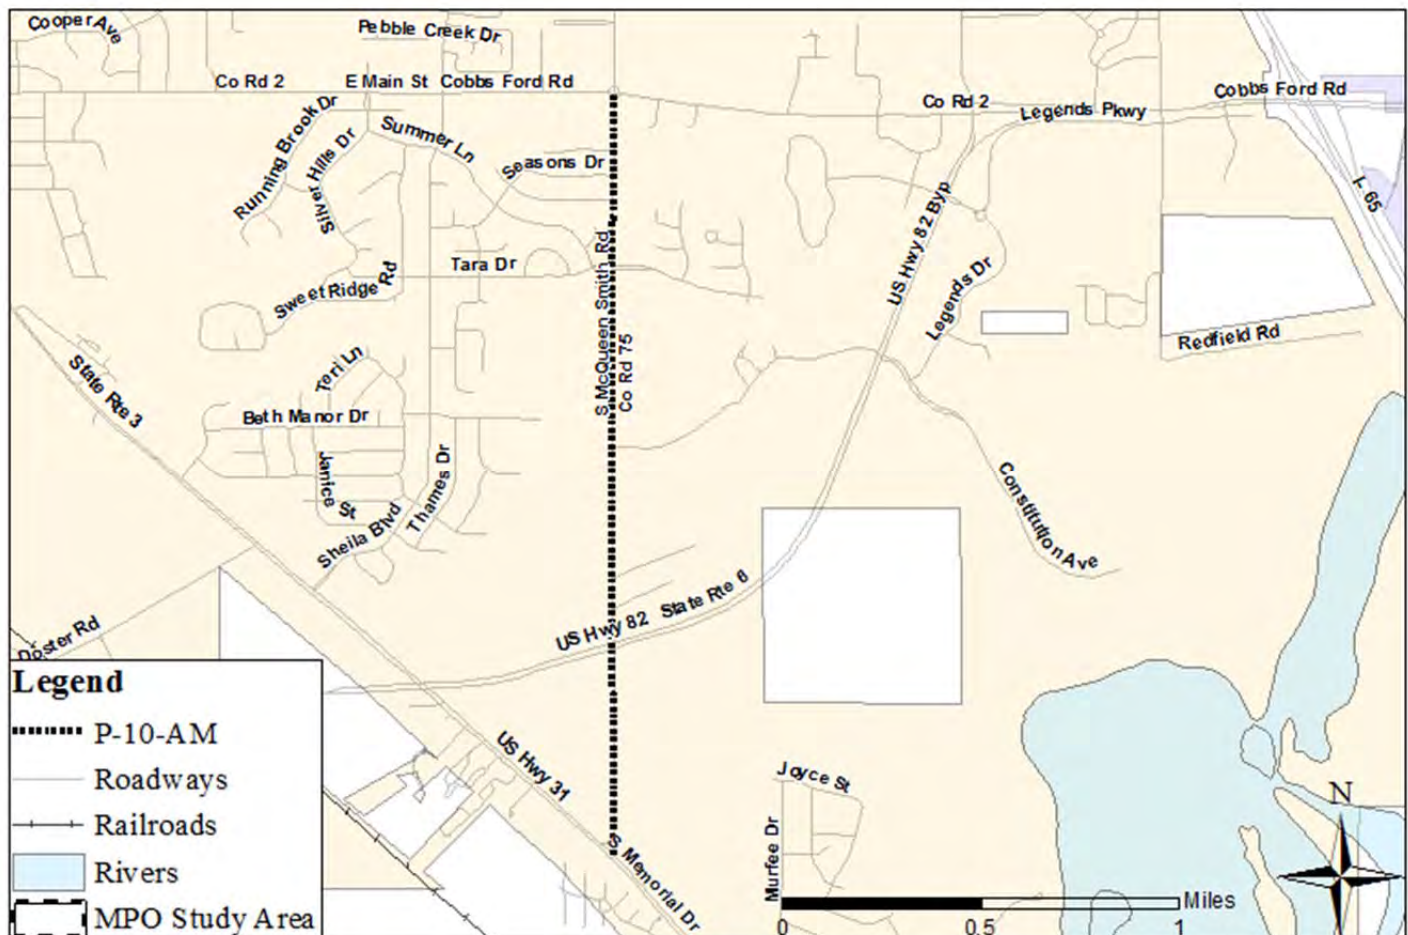 Cooper Ave
Pebble Creek Dr
Co Rd 2
E Main St
Cobbs Ford Rd
Co Rd 2
Legends Pkwy
Cobbs Ford Rd
Running Brook Dr
Silver Hills Dr
Summer Ln
Seasons Dr
I-65
US Hwy 82 Byp
Tara Dr
Sweet Ridge Rd
S McQueen Smith Rd
Co Rd 75
Legends Dr
Redfield Rd
State Rte 3
Teri Ln
Beth Manor Dr
Janice St
Thames Dr
Sheila Blvd
Constitution Ave
US Hwy 82
State Rte 6
Doster Rd
US Hwy 31
S Memorial Dr
Joyce St
Murfee Dr
Legend
P-10-AM
Roadways
Railroads
Rivers
MPO Study Area
N
Miles
0 0.5 1